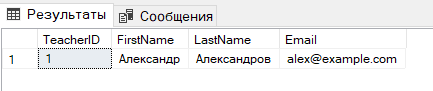 Результаты Сообщения
TeacherID FirstName LastName Email
1 1 Александр Александров alex@example.com